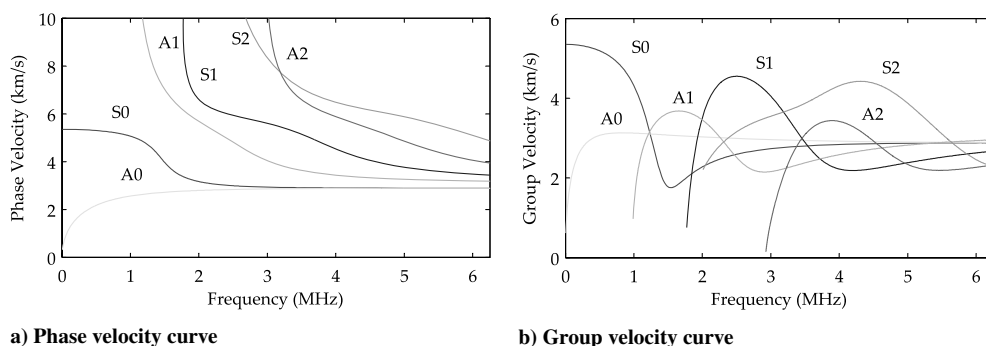 10
8
6
4
2
0
Phase Velocity (km/s)
A1
S2
A2
S1
S0
A0
0 1 2 3 4 5 6
Frequency (MHz)
a) Phase velocity curve
6
4
2
0
Group Velocity (km/s)
S0
S1
S2
A1
A0
A2
0 1 2 3 4 5 6
Frequency (MHz)
b) Group velocity curve